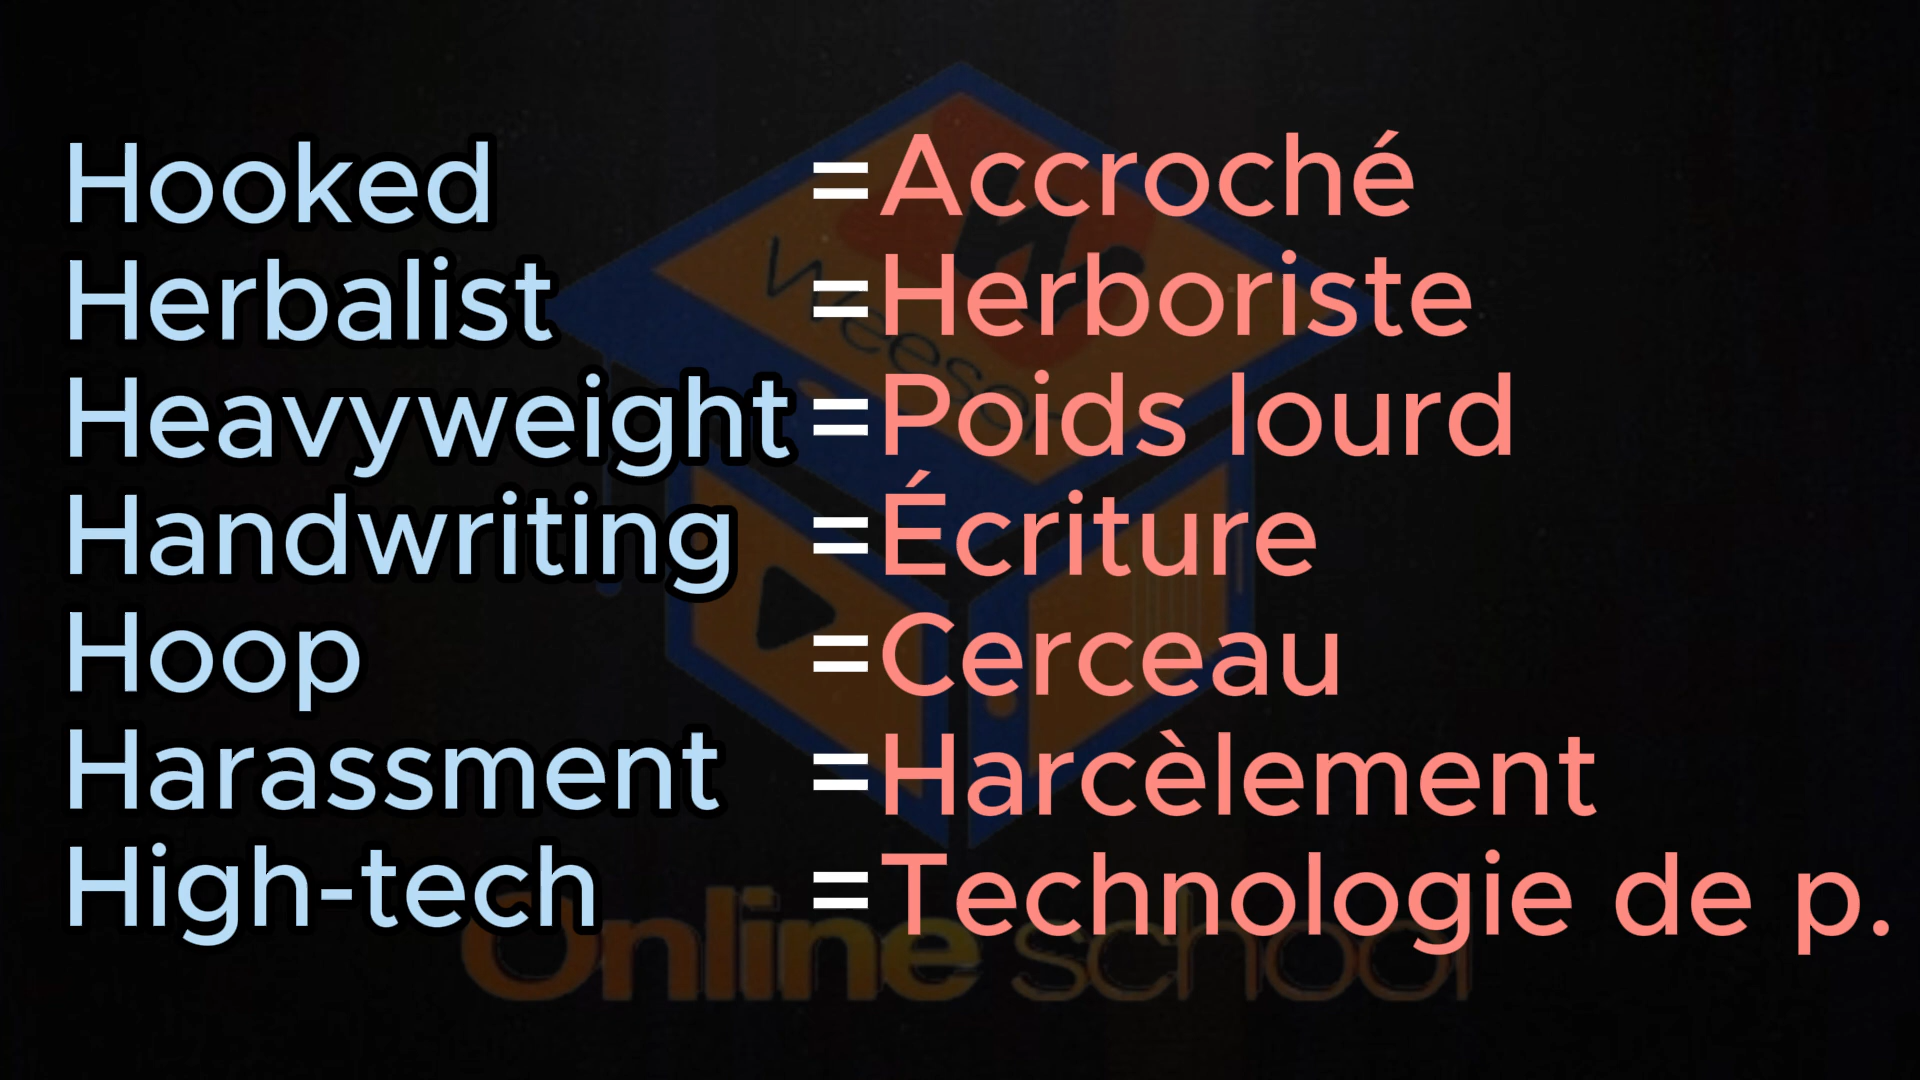 Hooked = Accroché
Herbalist = Herboriste
Heavyweight = Poids lourd
Handwriting = Écriture
Hoop = Cerceau
Harassment = Harcèlement
High-tech = Technologie de p.
Online school